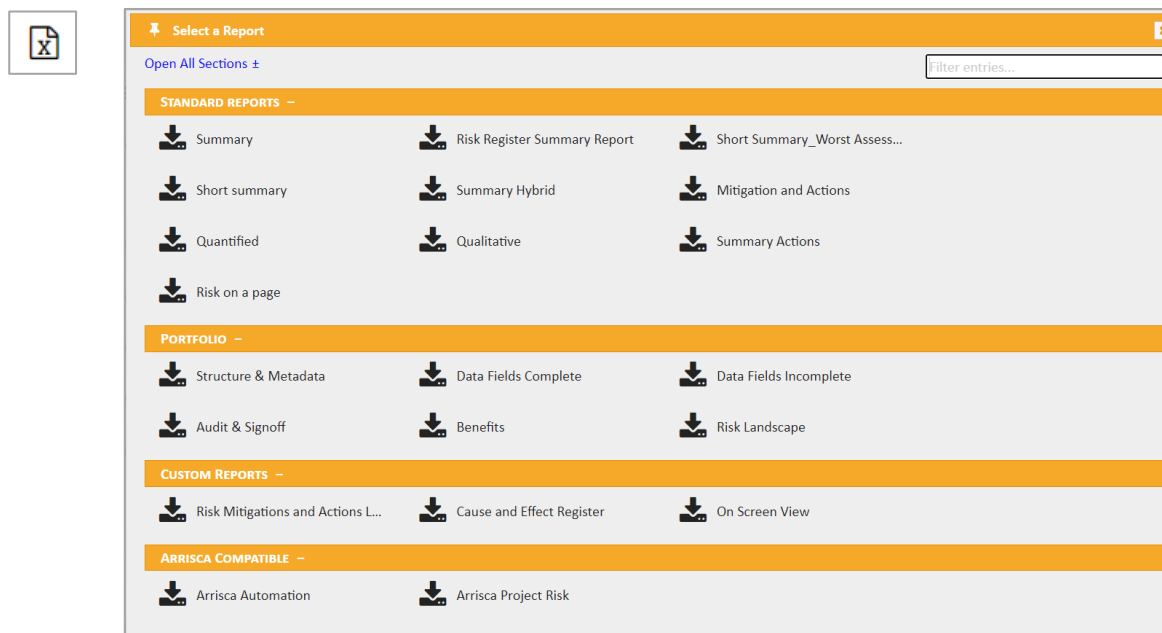 X
Select a Report
Open All Sections ±
Filter entries...
STANDARD REPORTS –
Summary Risk Register Summary Report Short Summary_Worst Assess...
Short summary Summary Hybrid Mitigation and Actions
Quantified Qualitative Summary Actions
Risk on a page
PORTFOLIO –
Structure & Metadata Data Fields Complete Data Fields Incomplete
Audit & Signoff Benefits Risk Landscape
CUSTOM REPORTS –
Risk Mitigations and Actions L... Cause and Effect Register On Screen View
ARRISCA COMPATIBLE –
Arrisca Automation Arrisca Project Risk